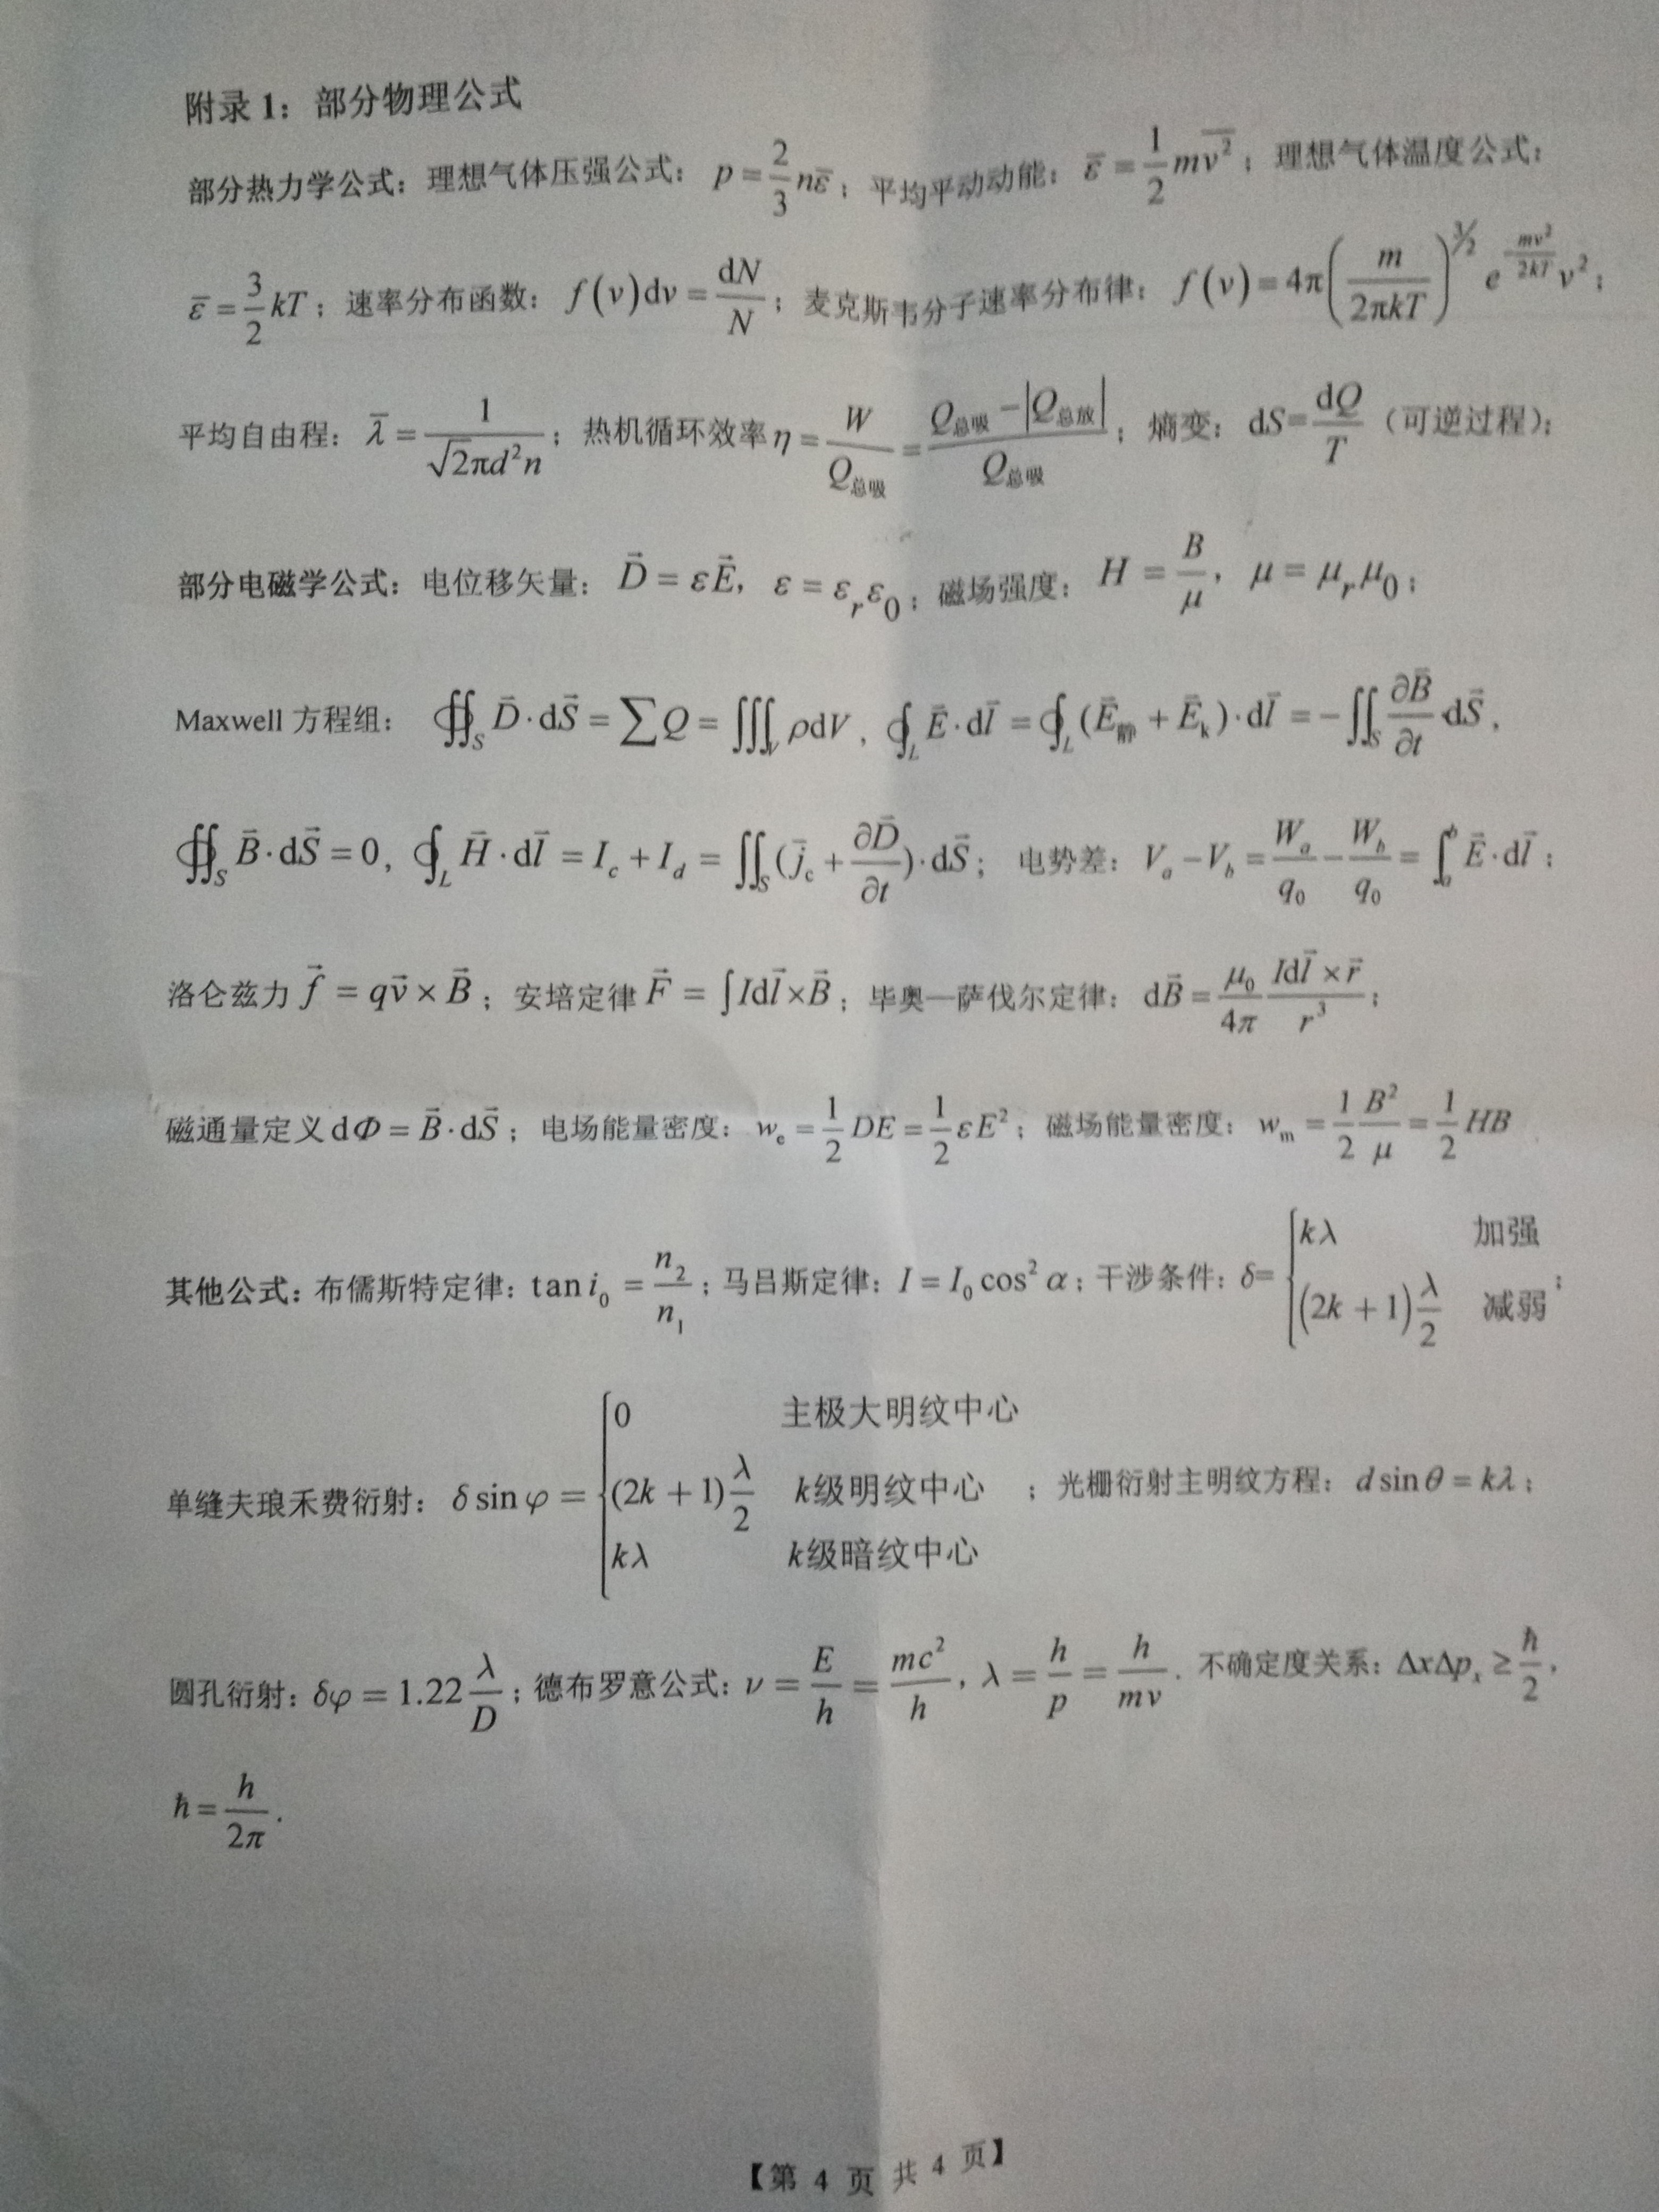 附录 1：部分物理公式
部分热力学公式：理想气体压强公式：$p=\frac{2}{3}n\bar{\varepsilon}$；平均平动动能：$\bar{\varepsilon}=\frac{1}{2}m\overline{v^2}$；理想气体温度公式：
$\bar{\varepsilon}=\frac{3}{2}kT$；速率分布函数：$f(v)dv=\frac{dN}{N}$；麦克斯韦分子速率分布律：$f(v)=4\pi\left(\frac{m}{2\pi kT}\right)^{3/2}e^{-\frac{mv^2}{2kT}}v^2$；
平均自由程：$\bar{\lambda}=\frac{1}{\sqrt{2}\pi d^2n}$；热机循环效率$\eta=\frac{W}{Q_{总吸}}=\frac{Q_{总吸}-|Q_{总放}|}{Q_{总吸}}$；熵变：$dS=\frac{dQ}{T}$（可逆过程）；
部分电磁学公式：电位移矢量：$\vec{D}=\varepsilon\vec{E}$，$\varepsilon=\varepsilon_r\varepsilon_0$；磁场强度：$H=\frac{B}{\mu}$，$\mu=\mu_r\mu_0$；
Maxwell 方程组：$\oiint_S\vec{D}\cdot d\vec{S}=\sum Q=\iiint_V\rho dV$，$\oint_L\vec{E}\cdot d\vec{l}=\oint_L(\vec{E}_{静}+\vec{E}_k)\cdot d\vec{l}=-\iint_S\frac{\partial\vec{B}}{\partial t}\cdot d\vec{S}$，
$\oiint_S\vec{B}\cdot d\vec{S}=0$，$\oint_L\vec{H}\cdot d\vec{l}=I_c+I_d=\iint_S(\vec{j}_c+\frac{\partial\vec{D}}{\partial t})\cdot d\vec{S}$；电势差：$V_a-V_b=\frac{W_a}{q_0}-\frac{W_b}{q_0}=\int_a^b\vec{E}\cdot d\vec{l}$；
洛仑兹力$\vec{f}=q\vec{v}\times\vec{B}$；安培定律$\vec{F}=\int Id\vec{l}\times\vec{B}$；毕奥—萨伐尔定律：$d\vec{B}=\frac{\mu_0}{4\pi}\frac{Id\vec{l}\times\vec{r}}{r^3}$；
磁通量定义$d\Phi=\vec{B}\cdot d\vec{S}$；电场能量密度：$w_e=\frac{1}{2}DE=\frac{1}{2}\varepsilon E^2$；磁场能量密度：$w_m=\frac{1}{2}\frac{B^2}{\mu}=\frac{1}{2}HB$
其他公式：布儒斯特定律：$\tan i_0=\frac{n_2}{n_1}$；马吕斯定律：$I=I_0\cos^2\alpha$；干涉条件：$\delta=\begin{cases}k\lambda & 加强\\(2k+1)\frac{\lambda}{2} & 减弱\end{cases}$；
单缝夫琅禾费衍射：$\delta\sin\varphi=\begin{cases}0 & 主极大明纹中心\\(2k+1)\frac{\lambda}{2} & k级明纹中心\\k\lambda & k级暗纹中心\end{cases}$；光栅衍射主明纹方程：$d\sin\theta=k\lambda$；
圆孔衍射：$\delta\varphi=1.22\frac{\lambda}{D}$；德布罗意公式：$\nu=\frac{E}{h}=\frac{mc^2}{h}$，$\lambda=\frac{h}{p}=\frac{h}{mv}$. 不确定度关系：$\Delta x\Delta p_x\geq\frac{\hbar}{2}$，
$\hbar=\frac{h}{2\pi}$.
【第 4 页 共 4 页】